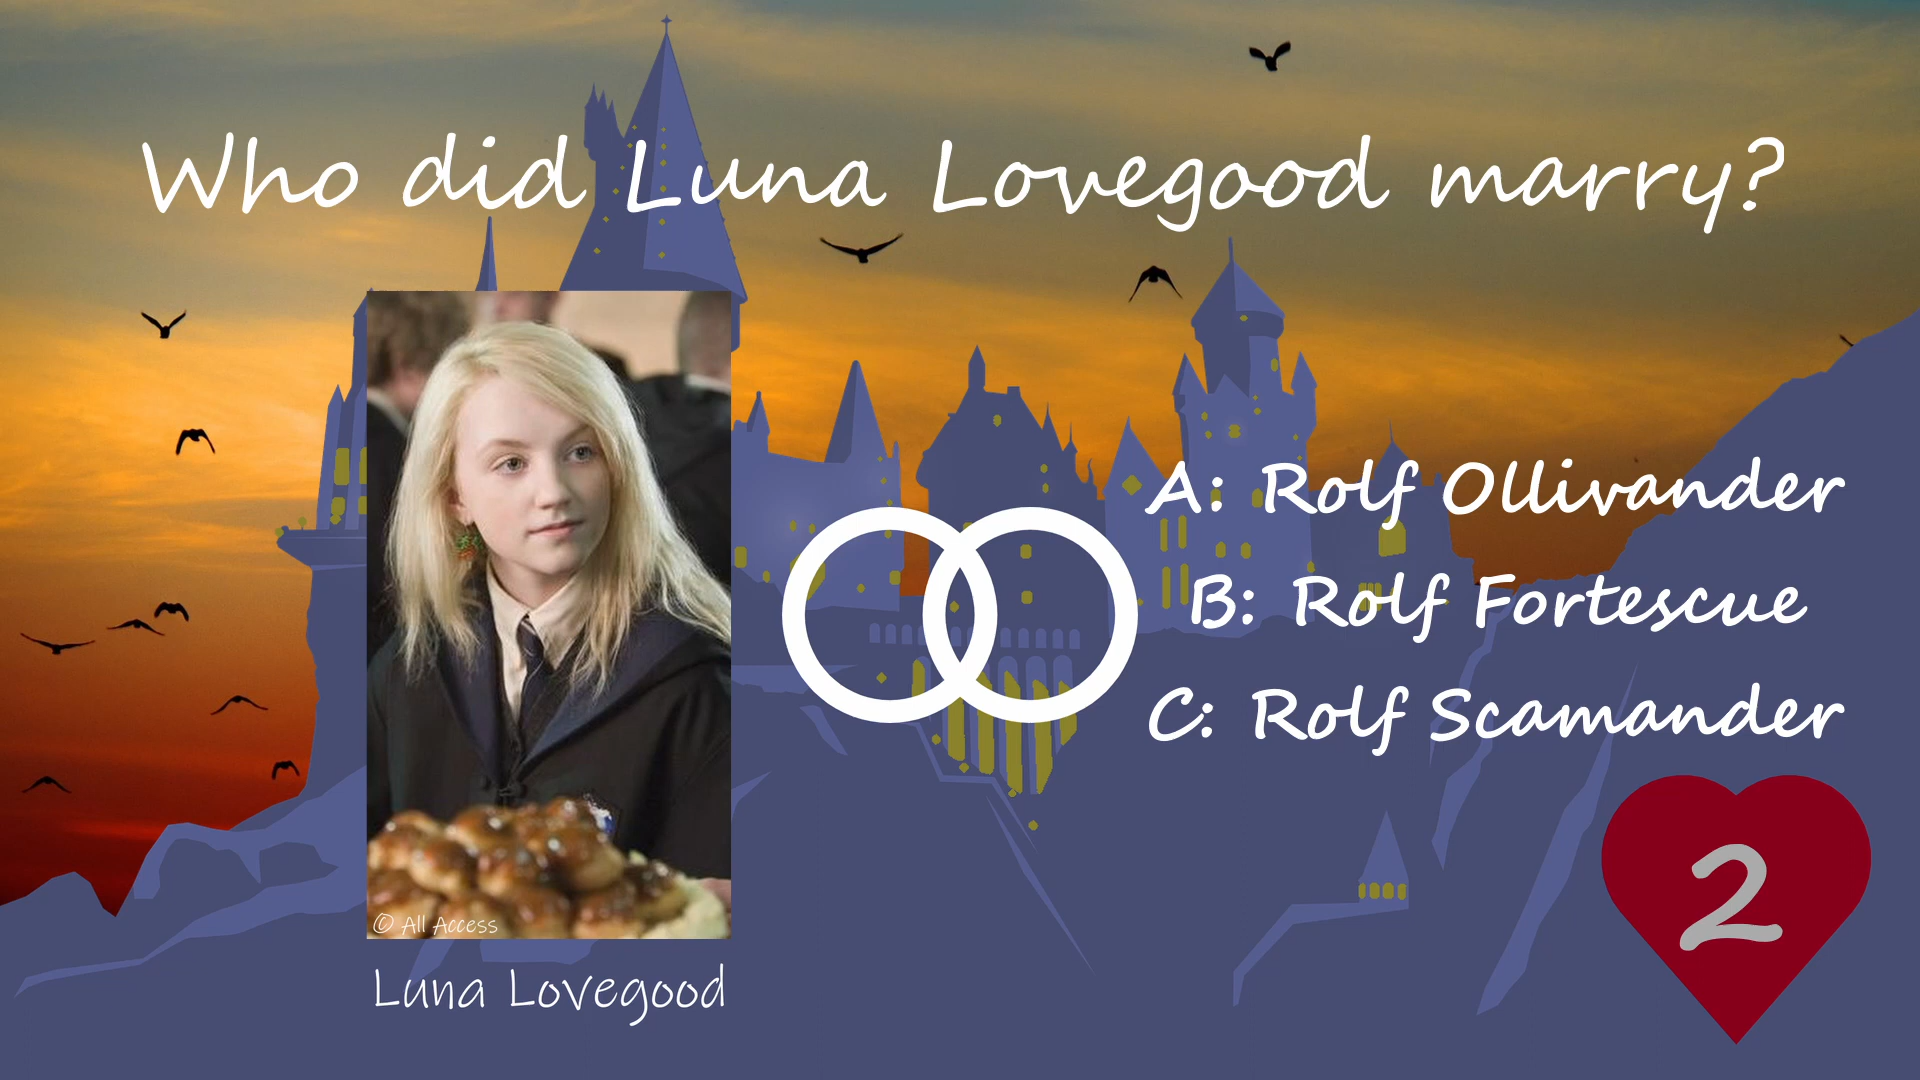 Who did Luna Lovegood marry?
A: Rolf Ollivander
B: Rolf Fortescue
C: Rolf Scamander
2
© All Access
Luna Lovegood